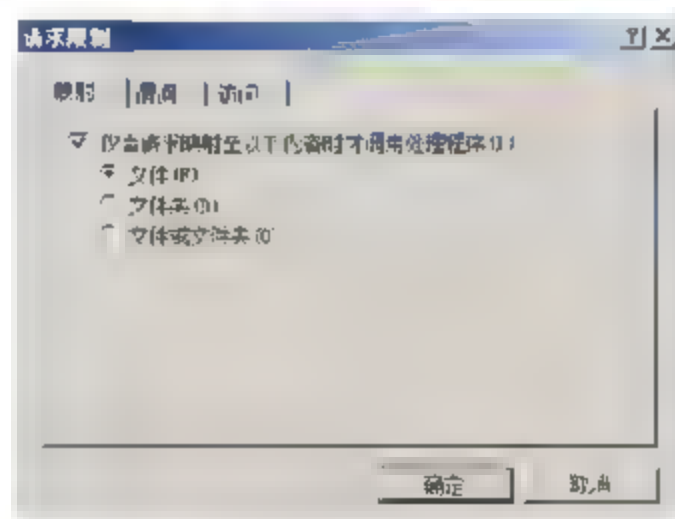 请求限制
映射 谓词 访问
仅当请求映射至以下内容时才调用处理程序(I):
文件(F)
文件夹(D)
文件或文件夹(O)
确定 取消